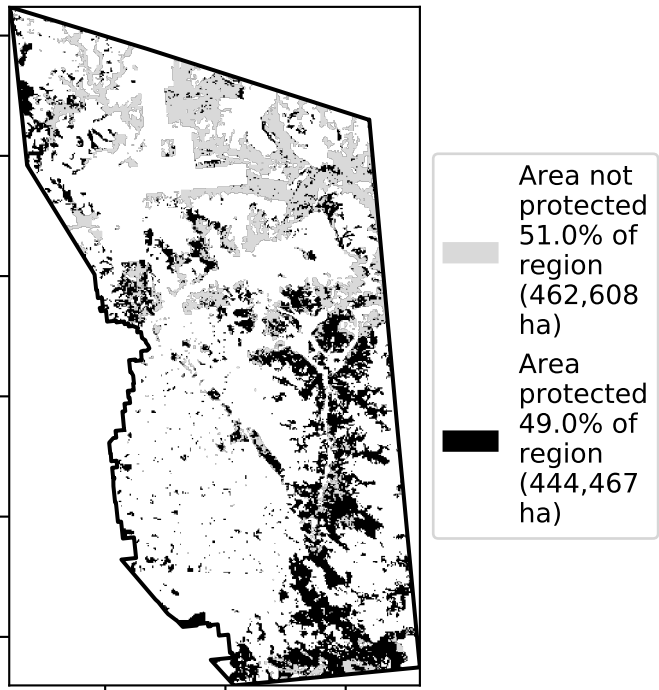 Area not
protected
51.0% of
region
(462,608
ha)
Area
protected
49.0% of
region
(444,467
ha)